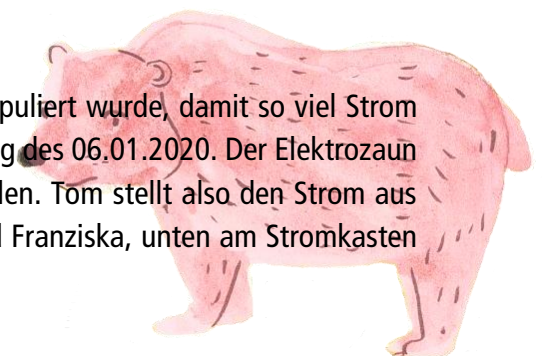 puliert wurde, damit so viel Strom
g des 06.01.2020. Der Elektrozaun
len. Tom stellt also den Strom aus
l Franziska, unten am Stromkasten